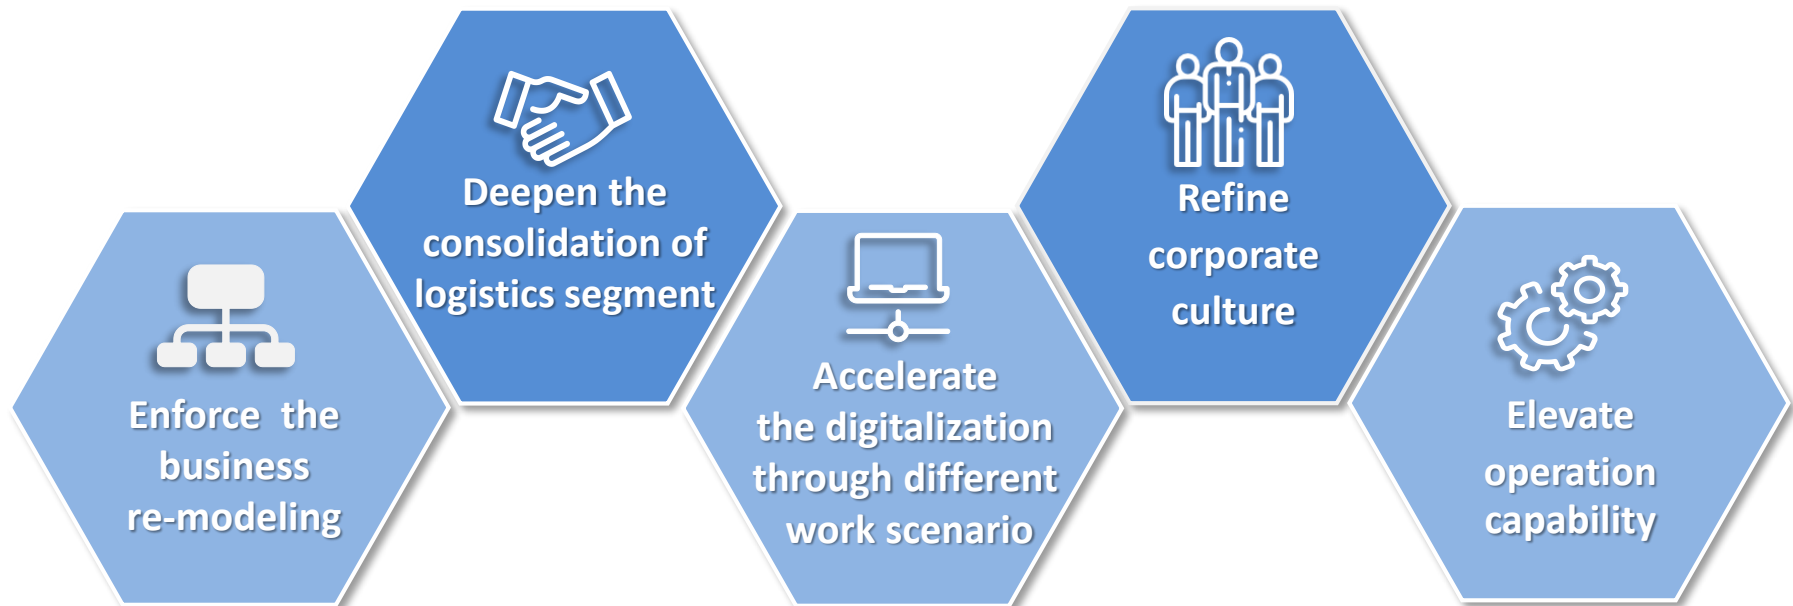 Enforce  the
business
re-modeling
Deepen the
consolidation of
logistics segment
Accelerate
the digitalization
through different
work scenario
Refine
corporate
culture
Elevate
operation
capability